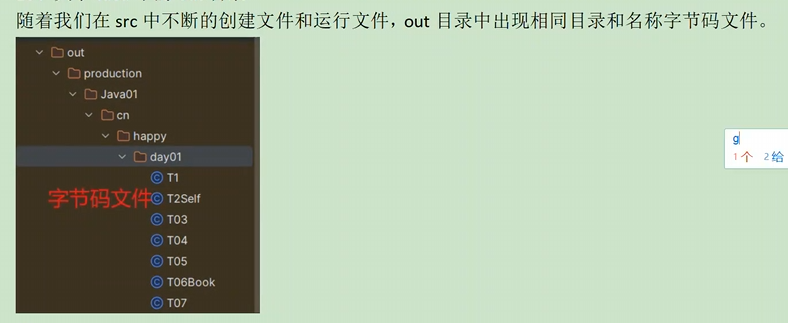 随着我们在 src 中不断的创建文件和运行文件，out 目录中出现相同目录和名称字节码文件。
out
production
Java01
cn
happy
day01
T1
字节码文件
T2Self
T03
T04
T05
T06Book
T07
g
1个 2给